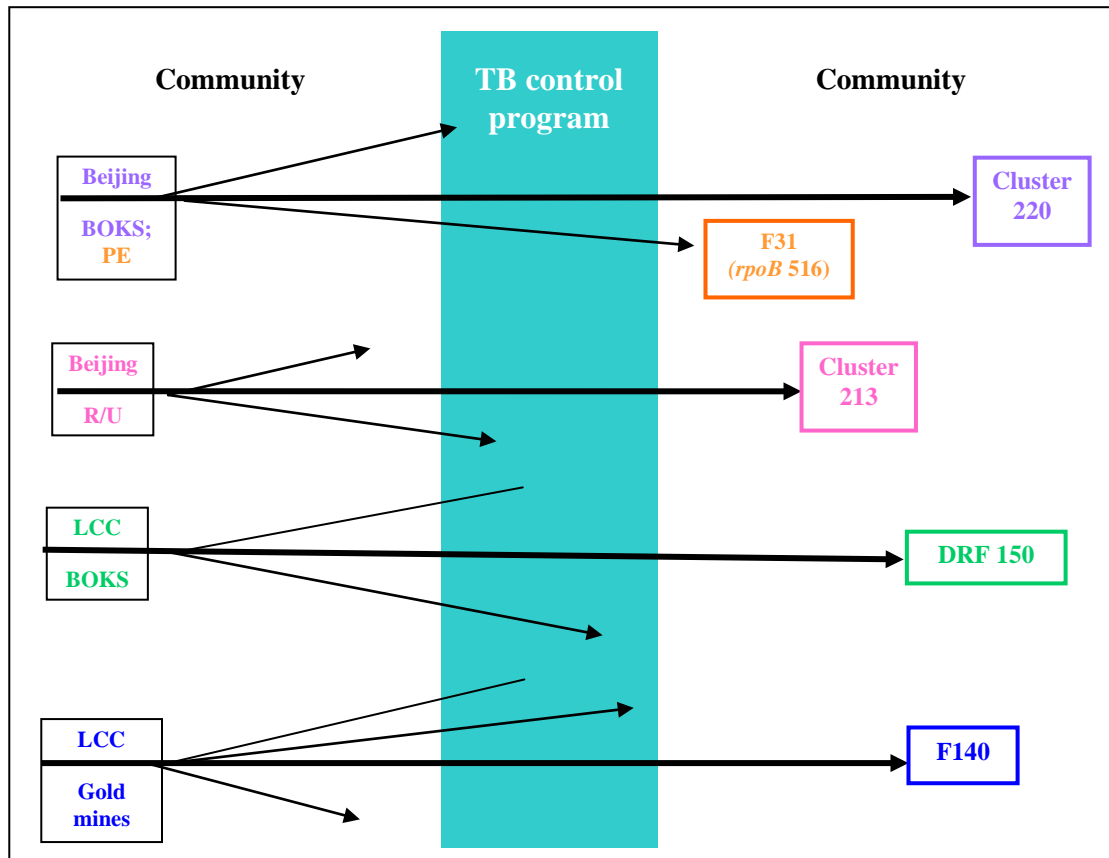 Community
TB control
program
Community
Beijing
BOKS;
PE
Cluster
220
F31
(rpoB 516)
Beijing
R/U
Cluster
213
LCC
BOKS
DRF 150
LCC
Gold
mines
F140